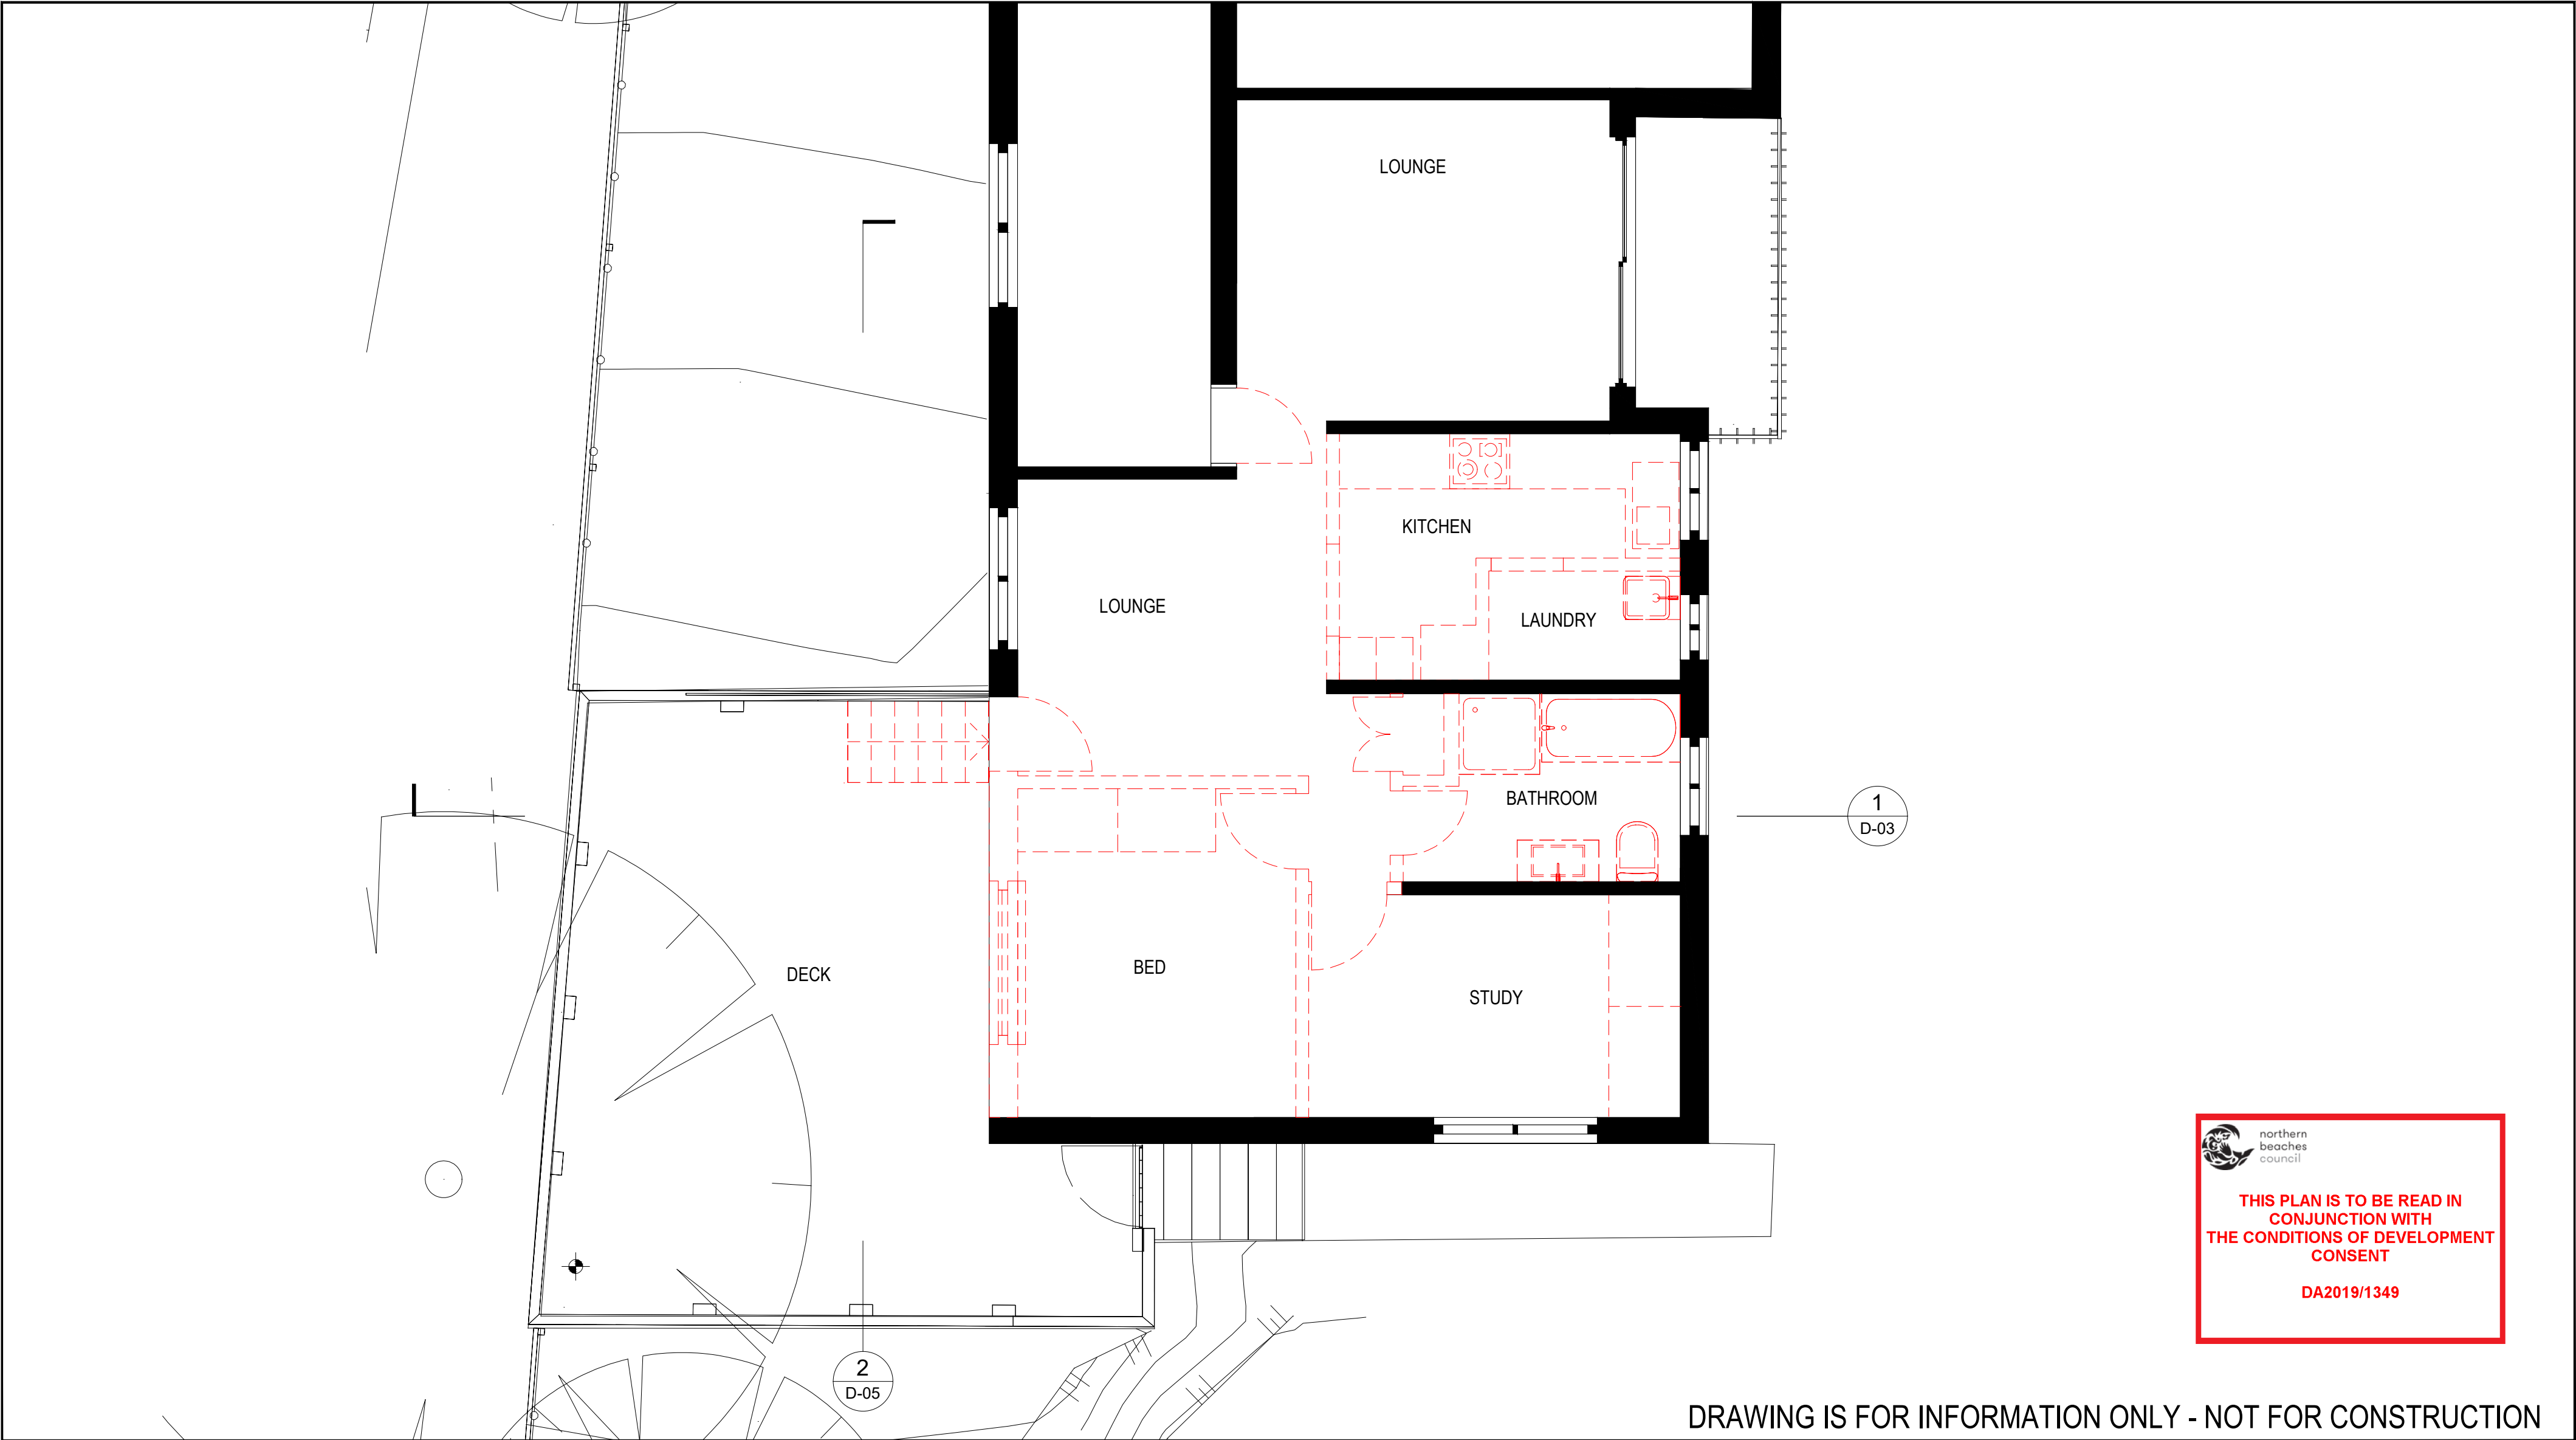 LOUNGE
KITCHEN
LOUNGE
LAUNDRY
BATHROOM
1
D-03
DECK
BED
STUDY
2
D-05
northern
beaches
council
THIS PLAN IS TO BE READ IN
CONJUNCTION WITH
THE CONDITIONS OF DEVELOPMENT
CONSENT
DA2019/1349
DRAWING IS FOR INFORMATION ONLY - NOT FOR CONSTRUCTION